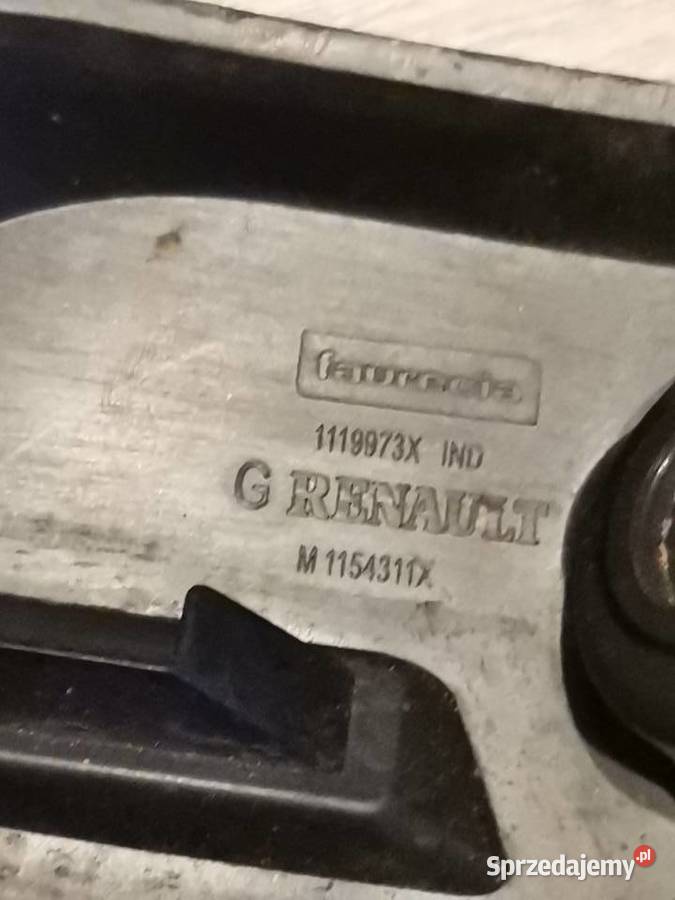 faurecia
1119973X IND
G RENAULT
M 1154311X
Sprzedajemy.pl